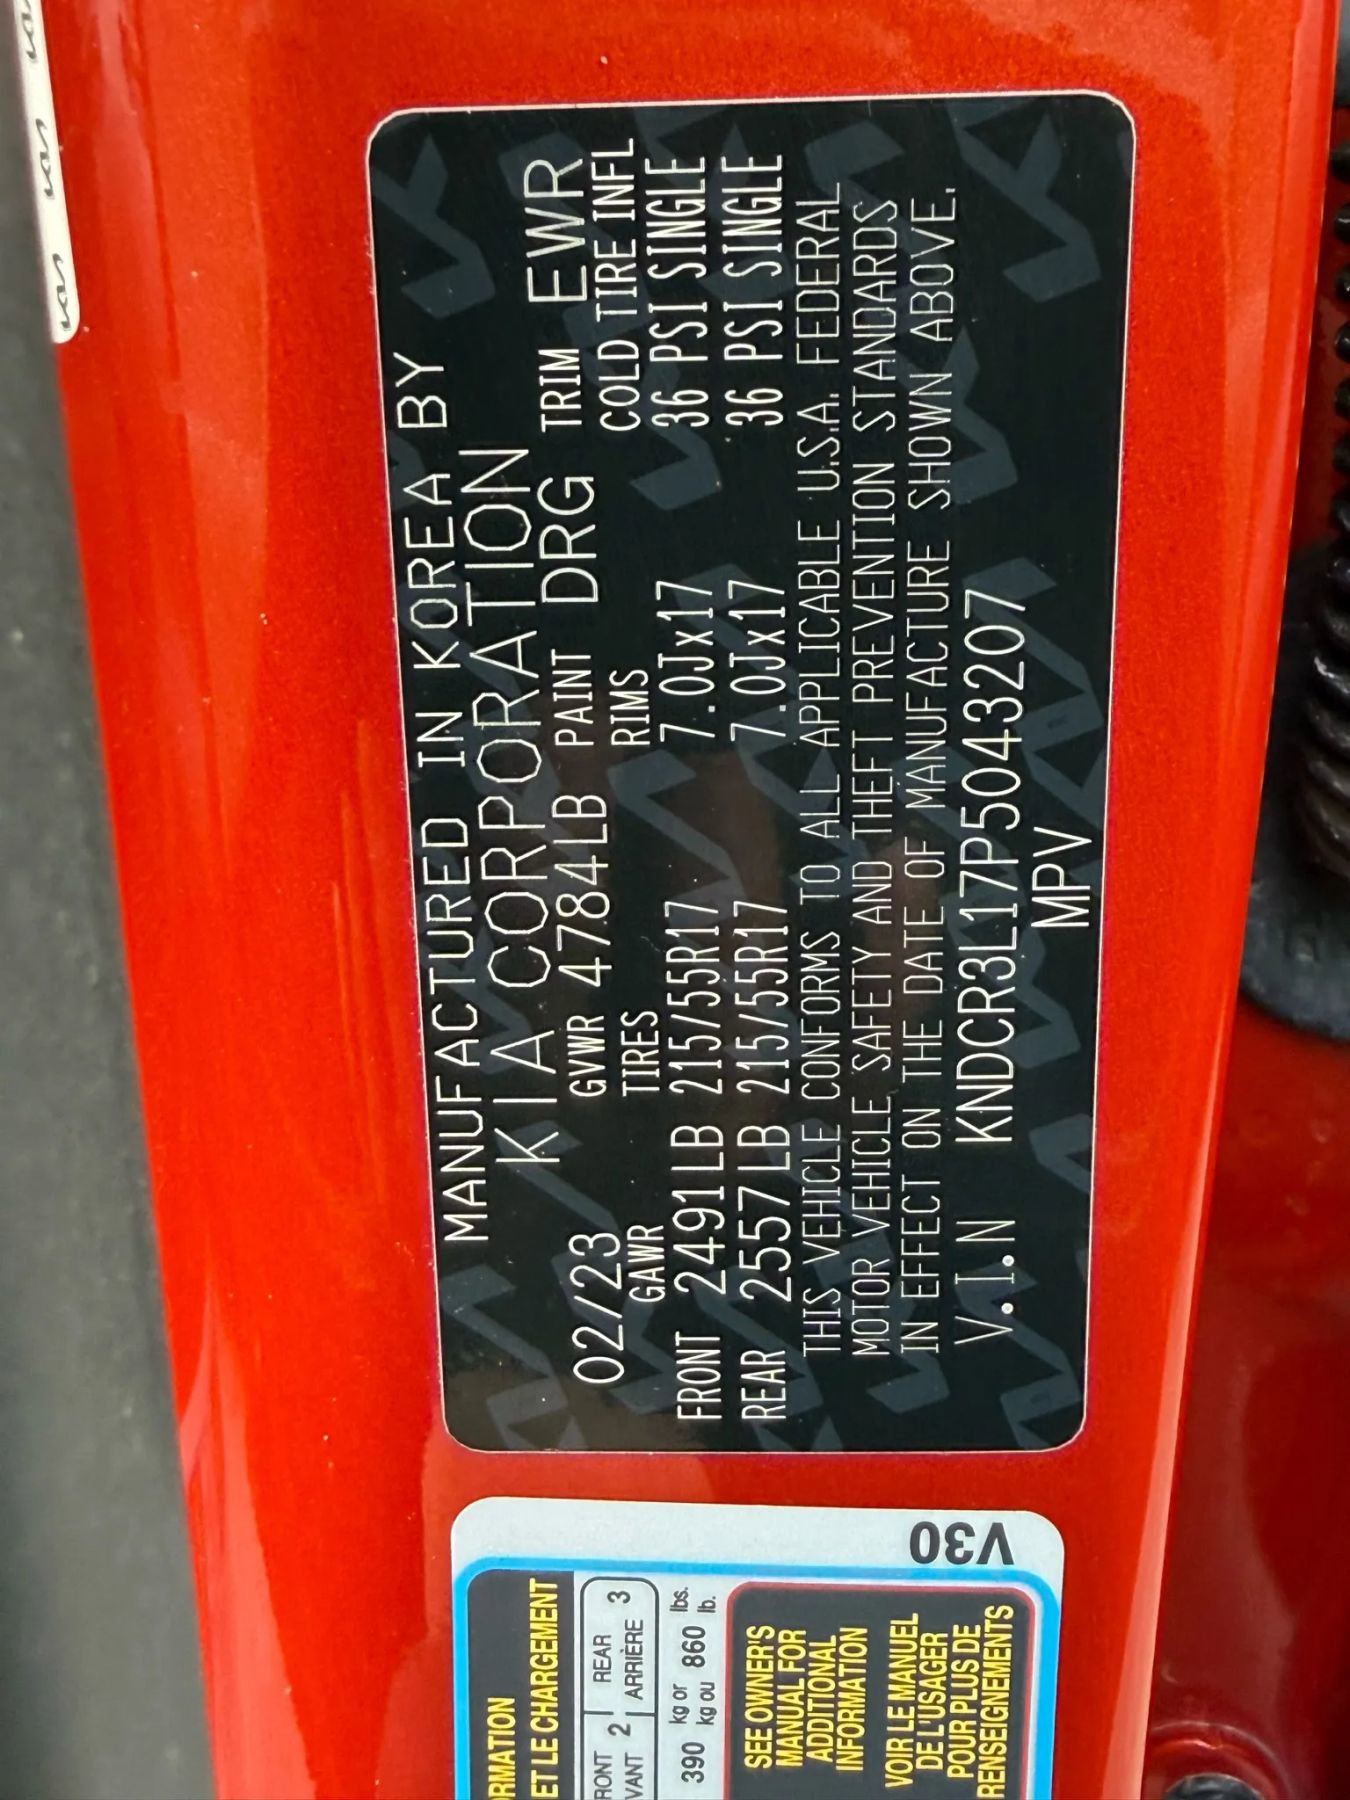 MANUFACTURED IN KOREA BY
KIA CORPORATION
02/23 GVWR 4784LB PAINT DRG TRIM EWR
GAWR TIRES RIMS COLD TIRE INFL
FRONT 2491LB 215/55R17 7.0Jx17 36 PSI SINGLE
REAR 2557LB 215/55R17 7.0Jx17 36 PSI SINGLE
THIS VEHICLE CONFORMS TO ALL APPLICABLE U.S.A. FEDERAL
MOTOR VEHICLE SAFETY AND THEFT PREVENTION STANDARDS
IN EFFECT ON THE DATE OF MANUFACTURE SHOWN ABOVE.
V.I.N KNDCR3L17P5043207
MPV
V30
ET LE CHARGEMENT
2 REAR 3
ARRIÈRE
390 kg or 860 lbs.
kg ou lb.
SEE OWNER'S
MANUAL FOR
ADDITIONAL
INFORMATION
VOIR LE MANUEL
DE L'USAGER
POUR PLUS DE
RENSEIGNEMENTS